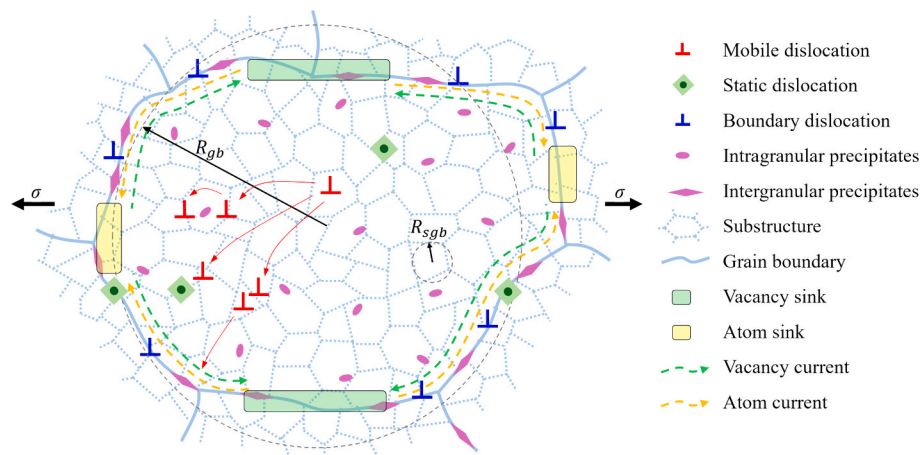 σ
σ
R_gb
R_sgb
Mobile dislocation
Static dislocation
Boundary dislocation
Intragranular precipitates
Intergranular precipitates
Substructure
Grain boundary
Vacancy sink
Atom sink
Vacancy current
Atom current